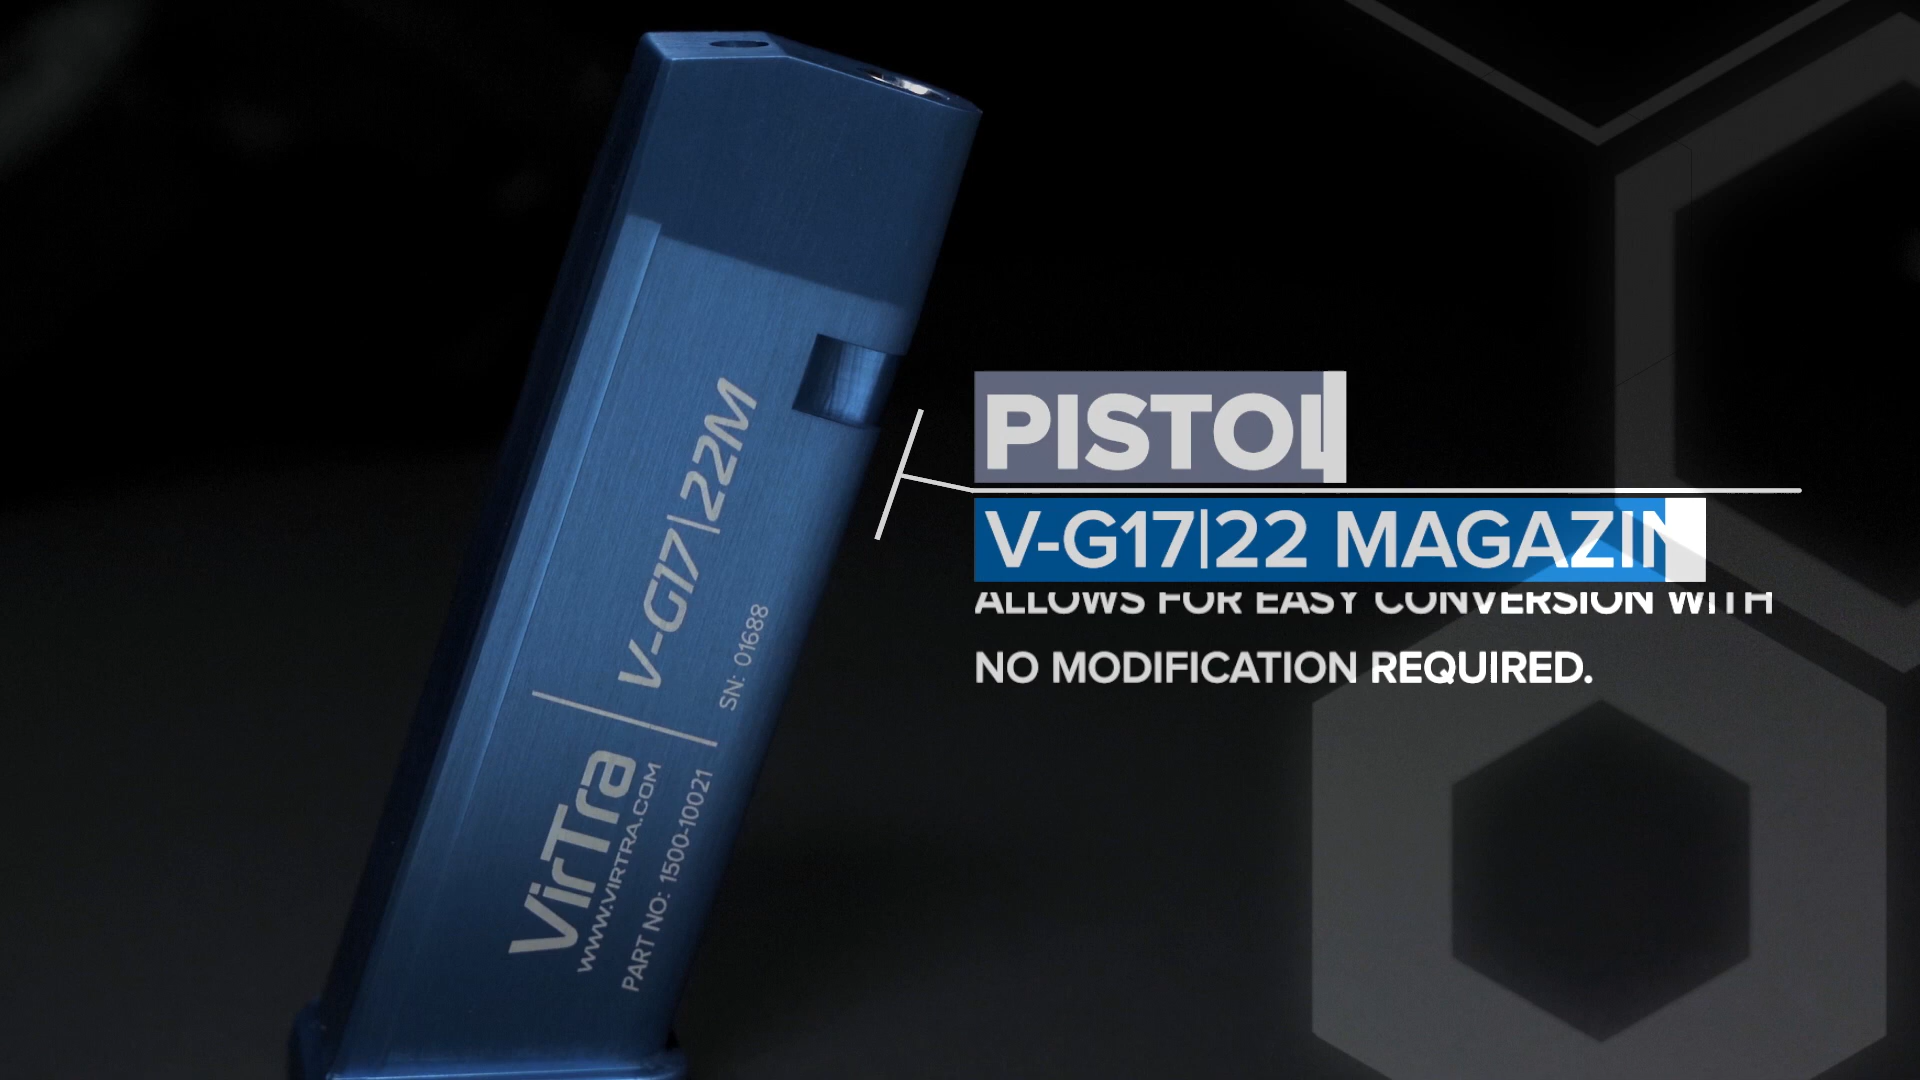 PISTOL
V-G17|22 MAGAZIN
ALLOWS FOR EASY CONVERSION WITH
NO MODIFICATION REQUIRED.
V-G17|22M
SN: 01688
VirTra
www.VIRTRA.COM
PART NO: 1500-10021